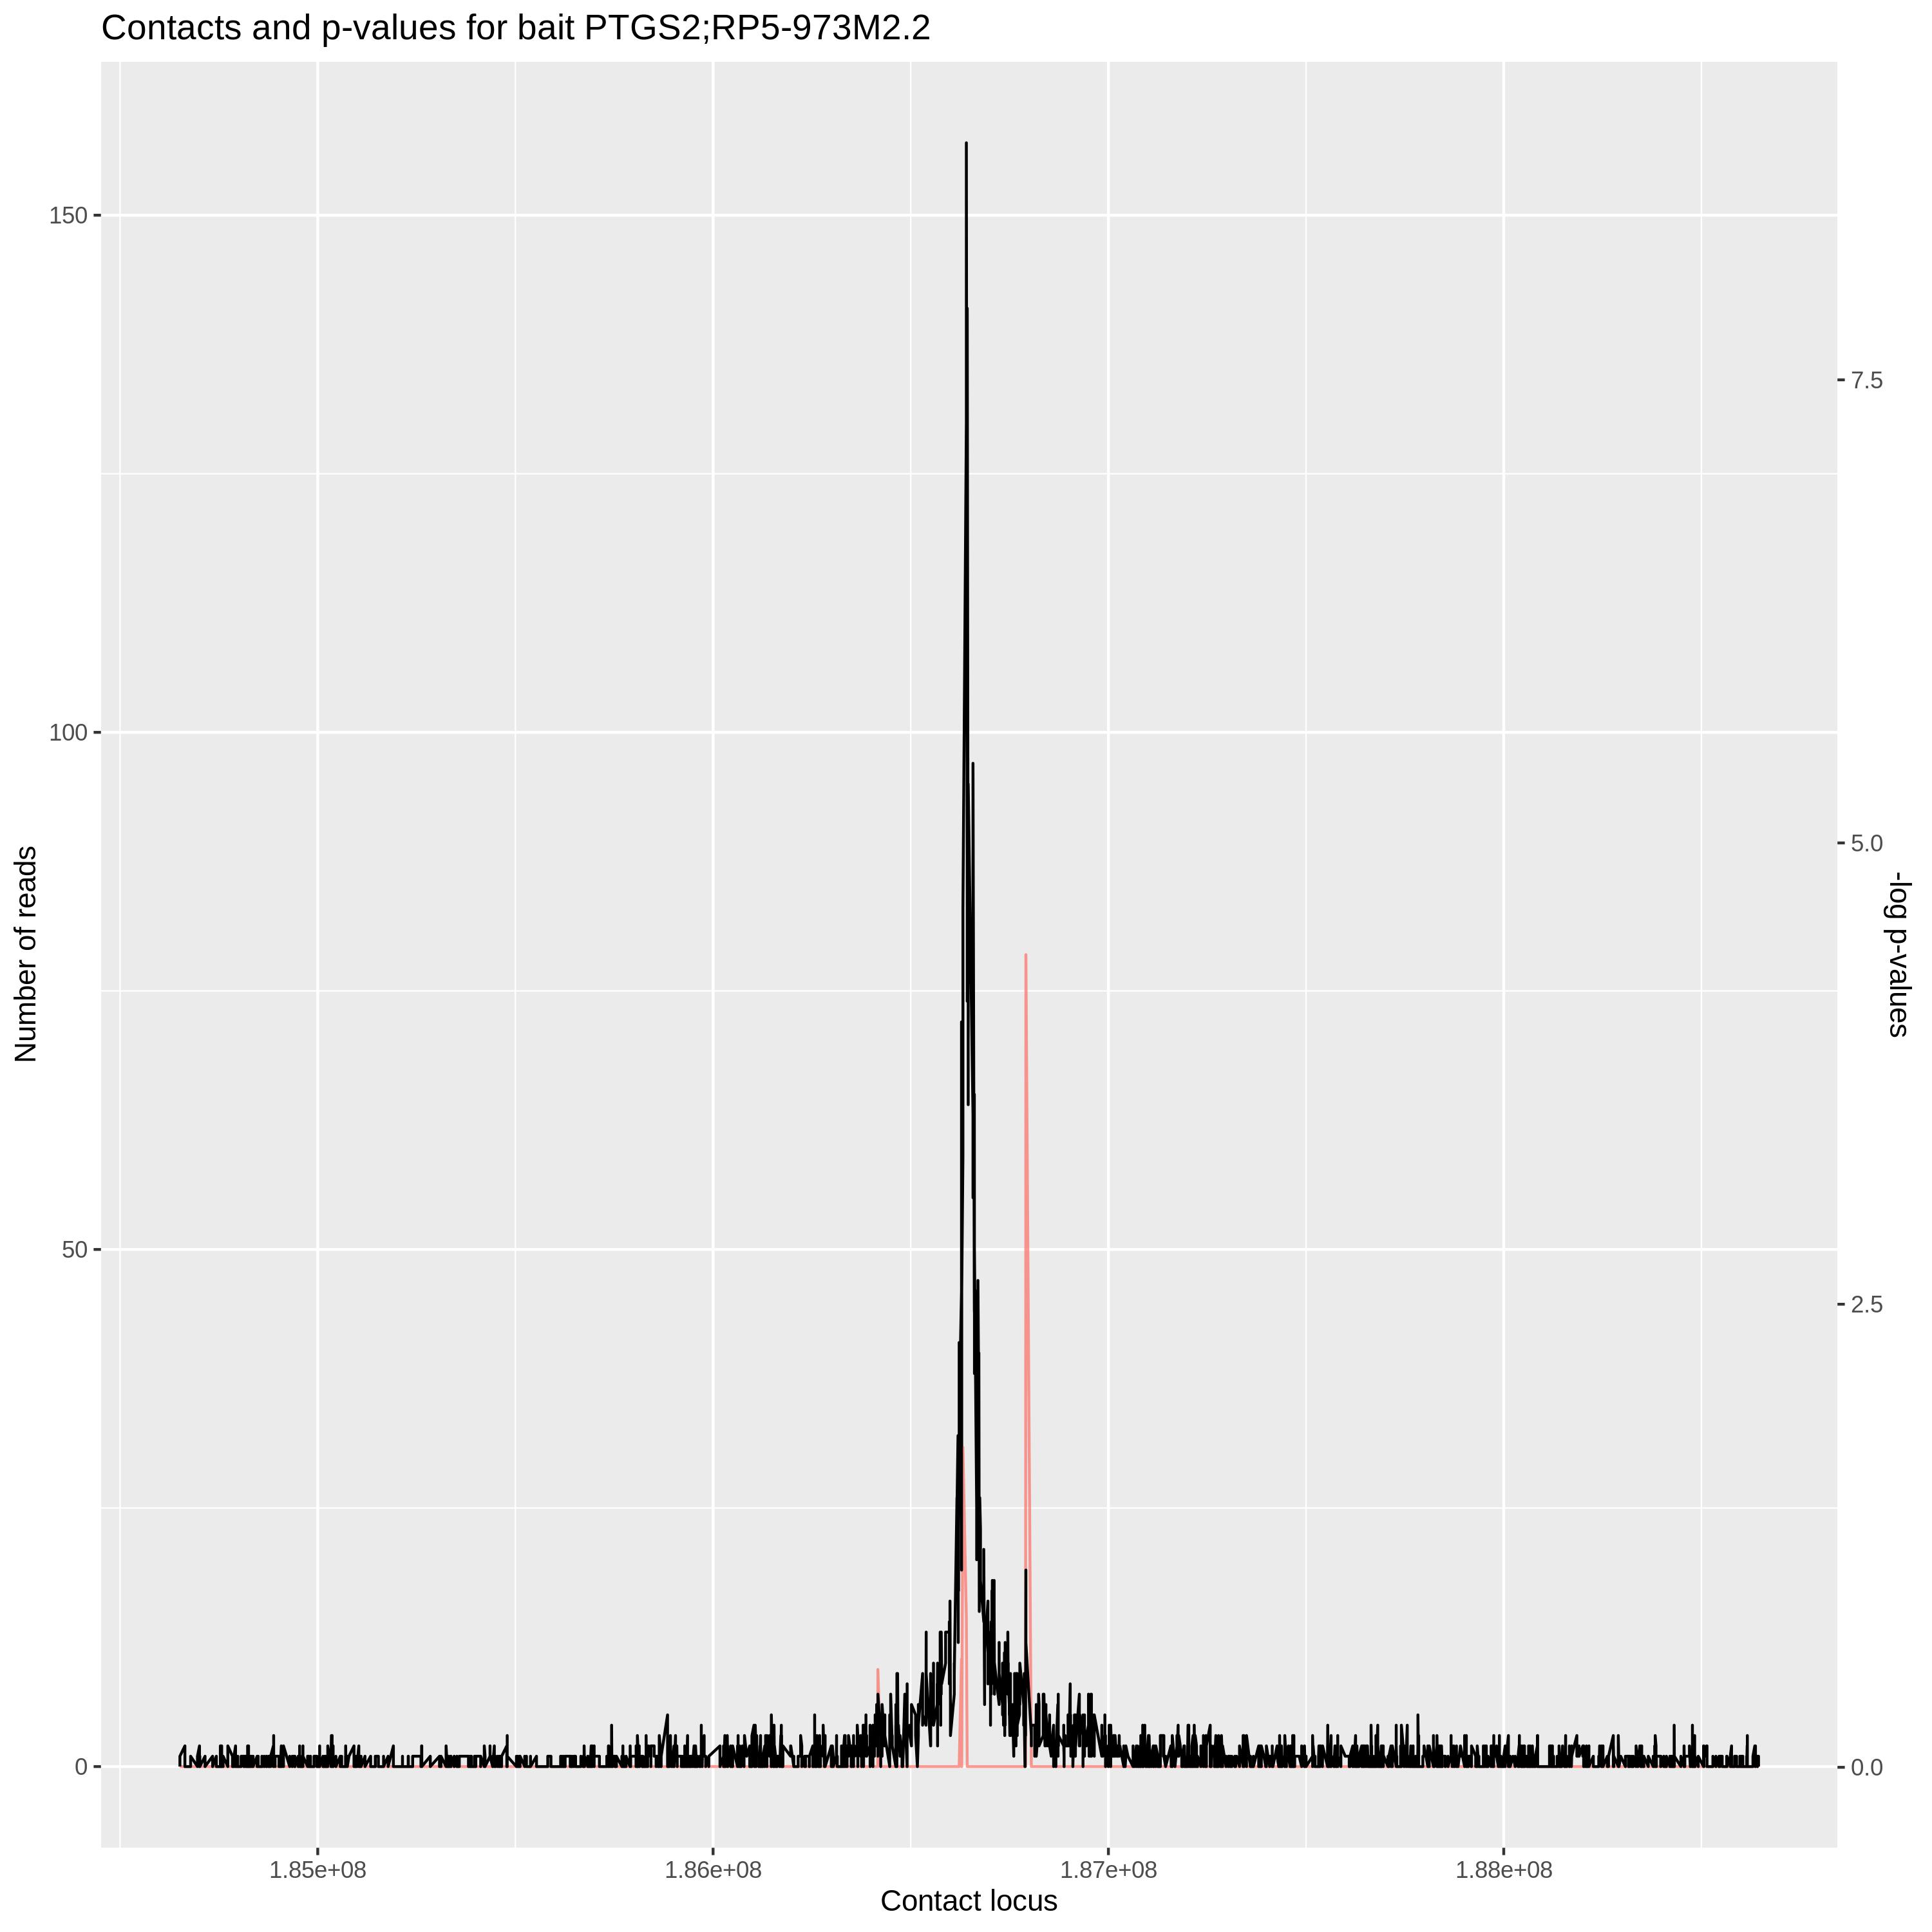 Contacts and p-values for bait PTGS2;RP5-973M2.2
Number of reads
150
100
50
0
7.5
5.0
2.5
0.0
-log p-values
1.85e+08
1.86e+08
1.87e+08
1.88e+08
Contact locus